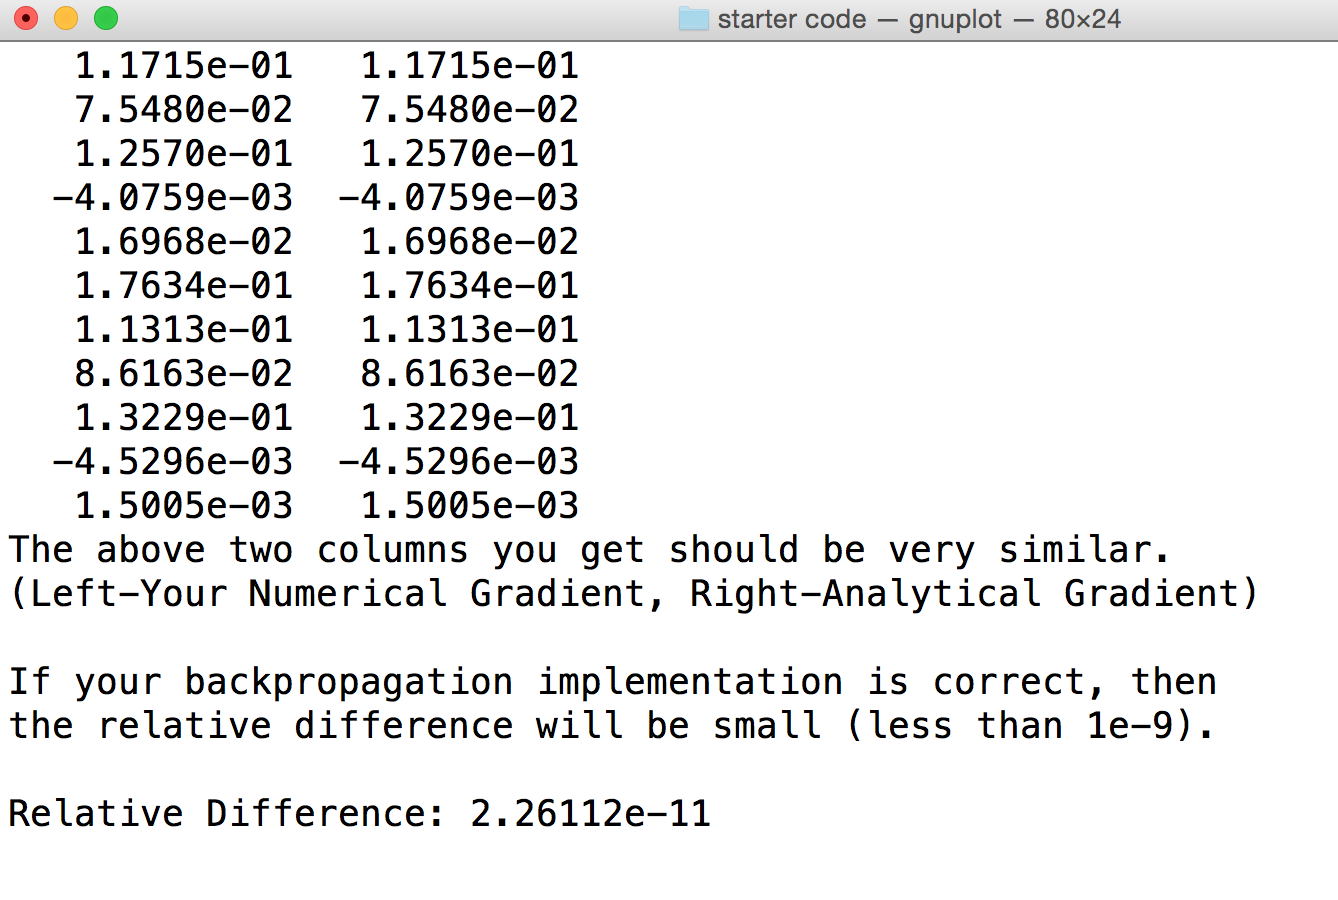 starter code — gnuplot — 80×24
1.1715e-01 1.1715e-01
7.5480e-02 7.5480e-02
1.2570e-01 1.2570e-01
-4.0759e-03 -4.0759e-03
1.6968e-02 1.6968e-02
1.7634e-01 1.7634e-01
1.1313e-01 1.1313e-01
8.6163e-02 8.6163e-02
1.3229e-01 1.3229e-01
-4.5296e-03 -4.5296e-03
1.5005e-03 1.5005e-03
The above two columns you get should be very similar.
(Left-Your Numerical Gradient, Right-Analytical Gradient)
If your backpropagation implementation is correct, then
the relative difference will be small (less than 1e-9).
Relative Difference: 2.26112e-11